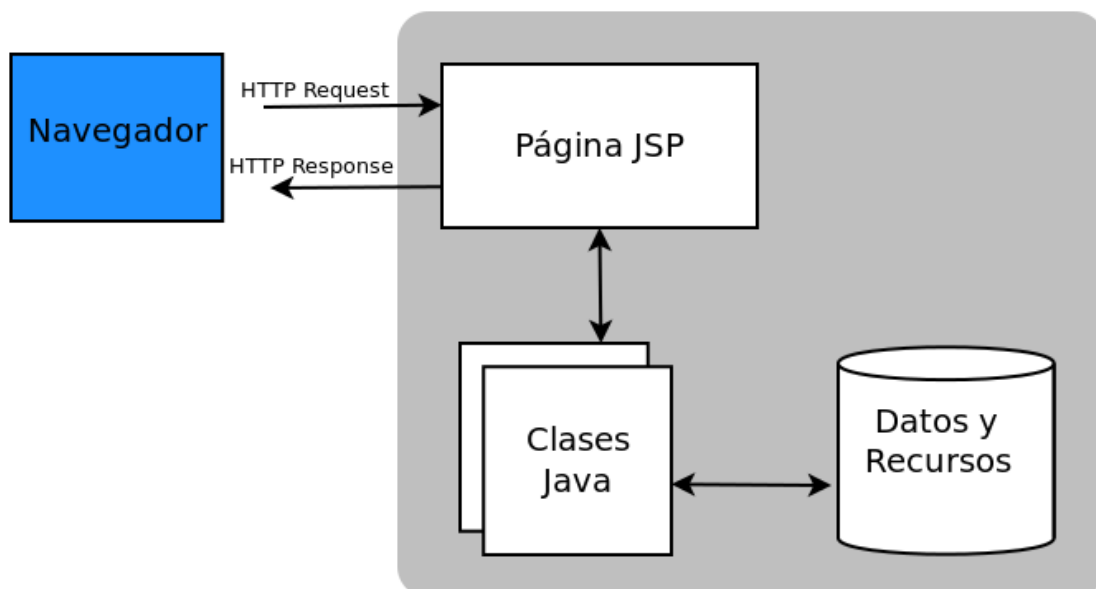 HTTP Request
Navegador
HTTP Response
Página JSP
Clases
Java
Datos y
Recursos